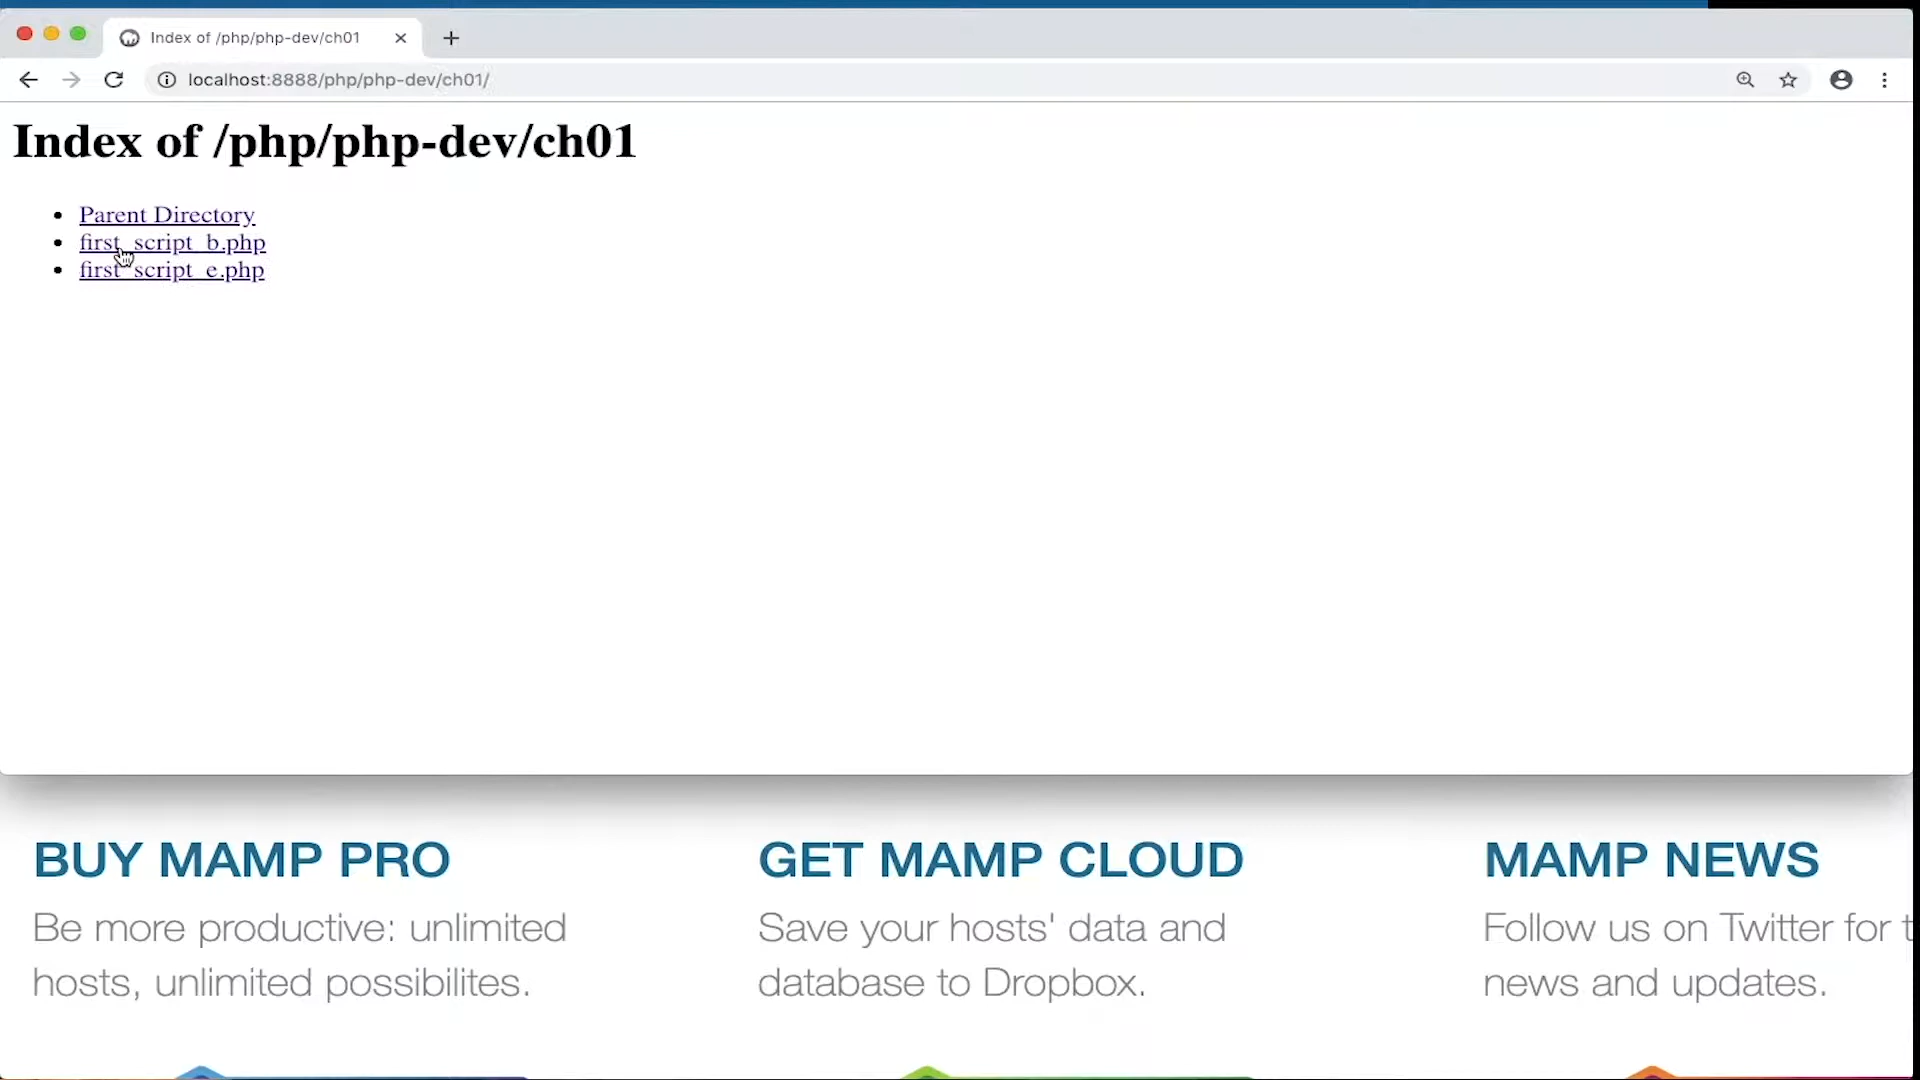 Index of /php/php-dev/ch01
localhost:8888/php/php-dev/ch01/
Index of /php/php-dev/ch01
Parent Directory
first_script_b.php
first_script_e.php
BUY MAMP PRO
Be more productive: unlimited
hosts, unlimited possibilites.
GET MAMP CLOUD
Save your hosts' data and
database to Dropbox.
MAMP NEWS
Follow us on Twitter for
news and updates.